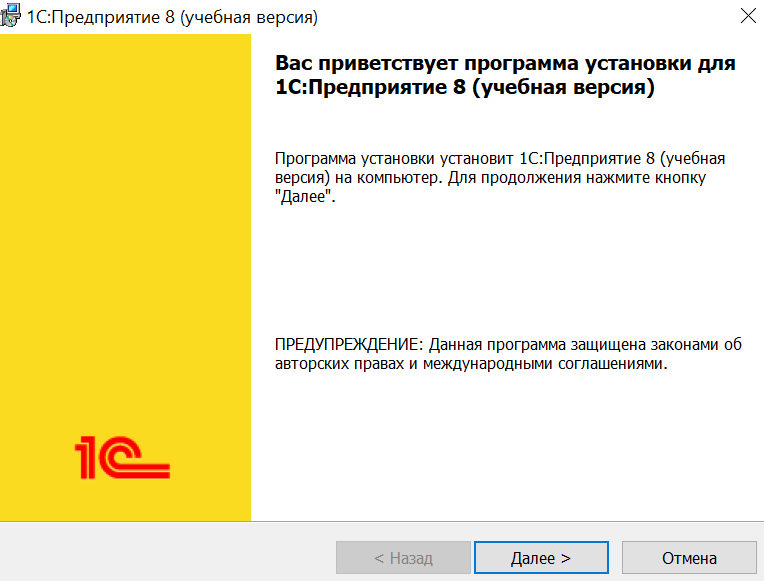 1С:Предприятие 8 (учебная версия)
Вас приветствует программа установки для
1С:Предприятие 8 (учебная версия)
Программа установки установит 1С:Предприятие 8 (учебная
версия) на компьютер. Для продолжения нажмите кнопку
"Далее".
ПРЕДУПРЕЖДЕНИЕ: Данная программа защищена законами об
авторских правах и международными соглашениями.
1С
< Назад
Далее >
Отмена